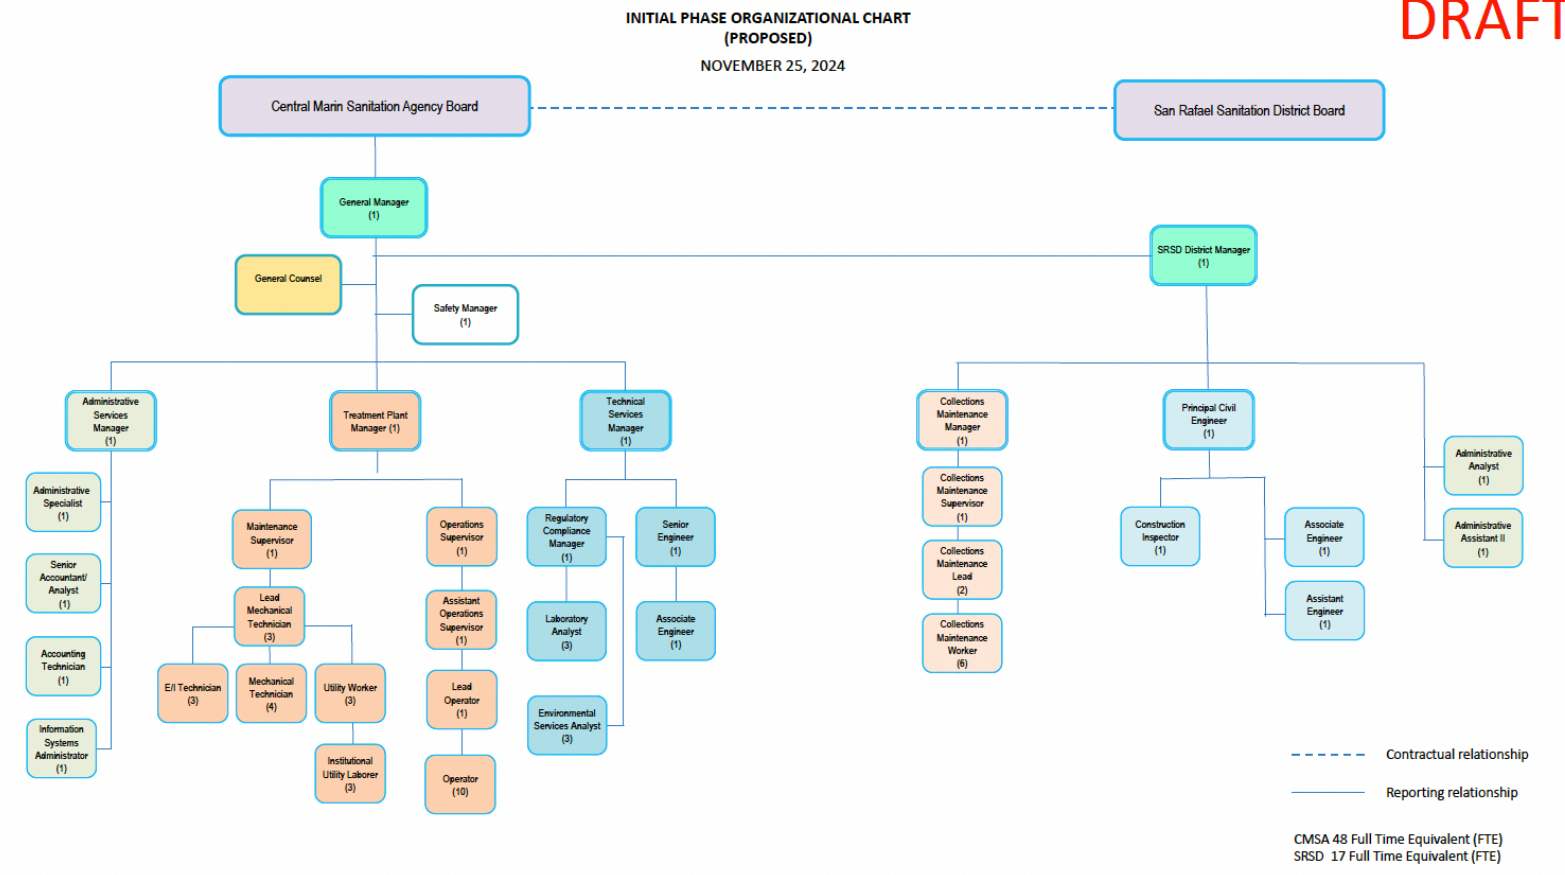 INITIAL PHASE ORGANIZATIONAL CHART
(PROPOSED)
NOVEMBER 25, 2024
DRAFT
Central Marin Sanitation Agency Board
San Rafael Sanitation District Board
General Manager
(1)
SRSD District Manager
(1)
General Counsel
Safety Manager
(1)
Administrative
Services
Manager
(1)
Treatment Plant
Manager (1)
Technical
Services
Manager
(1)
Collections
Maintenance
Manager
(1)
Principal Civil
Engineer
(1)
Administrative
Analyst
(1)
Administrative
Assistant II
(1)
Administrative
Specialist
(1)
Senior
Accountant/
Analyst
(1)
Accounting
Technician
(1)
Information
Systems
Administrator
(1)
Maintenance
Supervisor
(1)
Lead
Mechanical
Technician
(3)
E/I Technician
(3)
Mechanical
Technician
(4)
Utility Worker
(3)
Institutional
Utility Laborer
(3)
Operations
Supervisor
(1)
Assistant
Operations
Supervisor
(1)
Lead
Operator
(1)
Operator
(10)
Regulatory
Compliance
Manager
(1)
Laboratory
Analyst
(3)
Environmental
Services Analyst
(3)
Senior
Engineer
(1)
Associate
Engineer
(1)
Collections
Maintenance
Supervisor
(1)
Collections
Maintenance
Lead
(2)
Collections
Maintenance
Worker
(6)
Construction
Inspector
(1)
Associate
Engineer
(1)
Assistant
Engineer
(1)
Contractual relationship
Reporting relationship
CMSA 48 Full Time Equivalent (FTE)
SRSD 17 Full Time Equivalent (FTE)